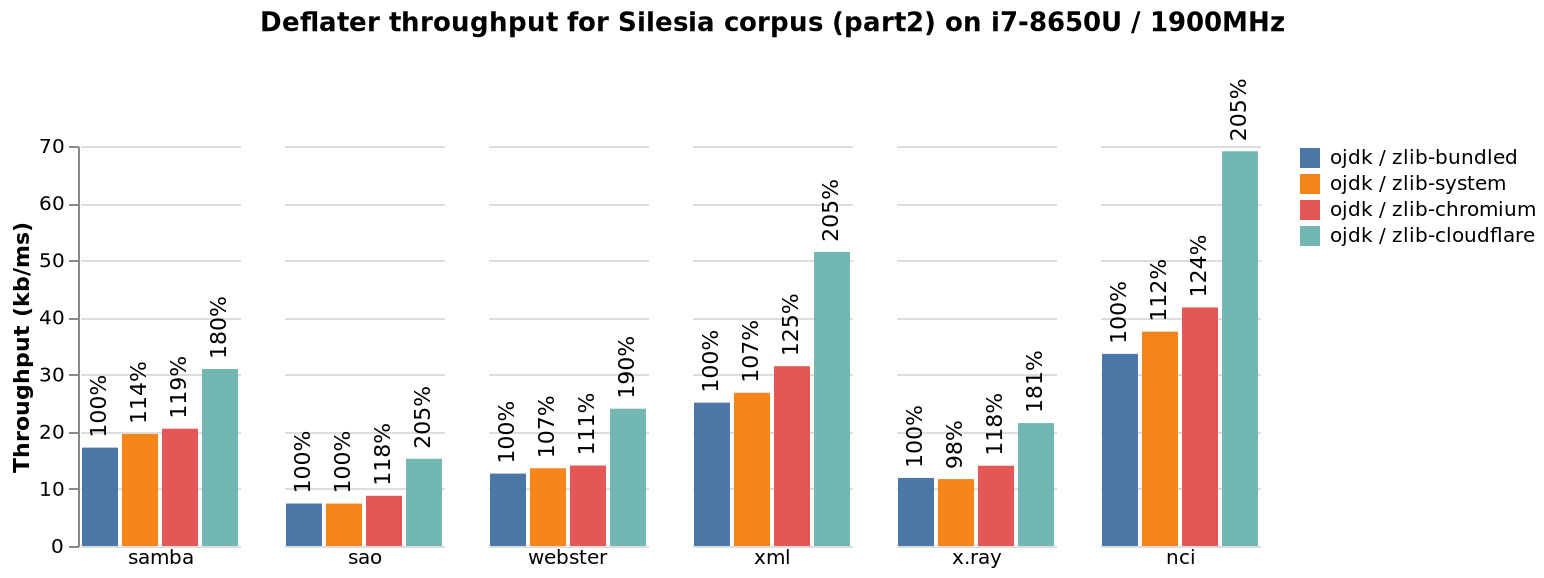 Deflater throughput for Silesia corpus (part2) on i7-8650U / 1900MHz
Throughput (kb/ms)
70
60
50
40
30
20
10
0
100% 114% 119% 180%
samba
100% 100% 118% 205%
sao
100% 107% 111% 190%
webster
100% 107% 125% 205%
xml
100% 98% 118% 181%
x.ray
100% 112% 124% 205%
nci
ojdk / zlib-bundled
ojdk / zlib-system
ojdk / zlib-chromium
ojdk / zlib-cloudflare